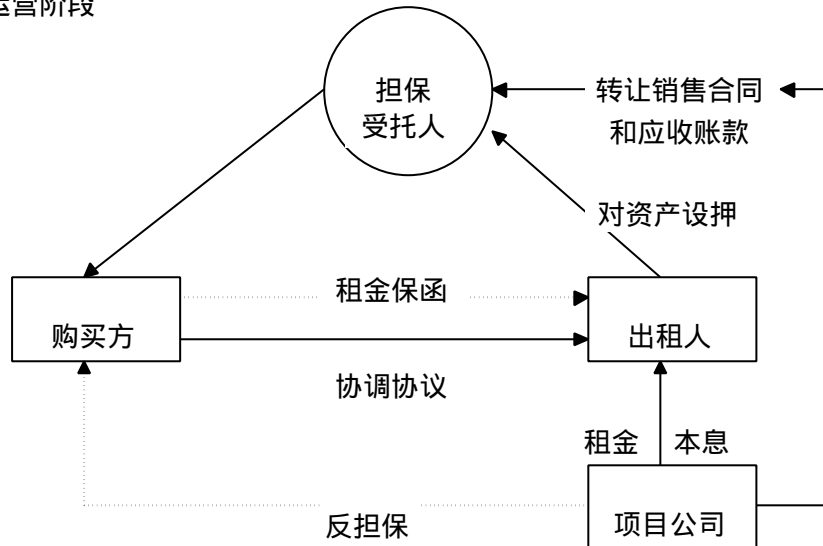 运营阶段
担保
受托人
转让销售合同
和应收账款
对资产设押
租金保函
购买方
出租人
协调协议
租金 本息
项目公司
反担保